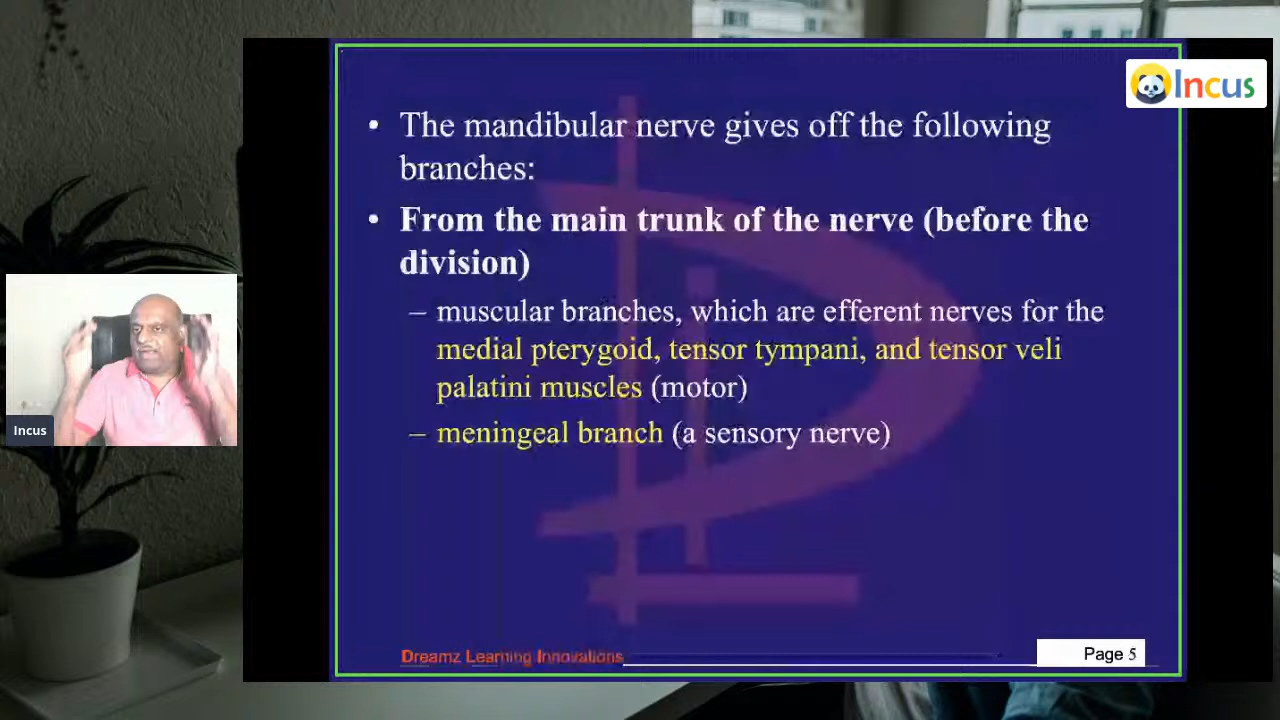 Incus
• The mandibular nerve gives off the following
branches:
• From the main trunk of the nerve (before the
division)
– muscular branches, which are efferent nerves for the
medial pterygoid, tensor tympani, and tensor veli
palatini muscles (motor)
– meningeal branch (a sensory nerve)
Incus
Dreamz Learning Innovations
Page 5